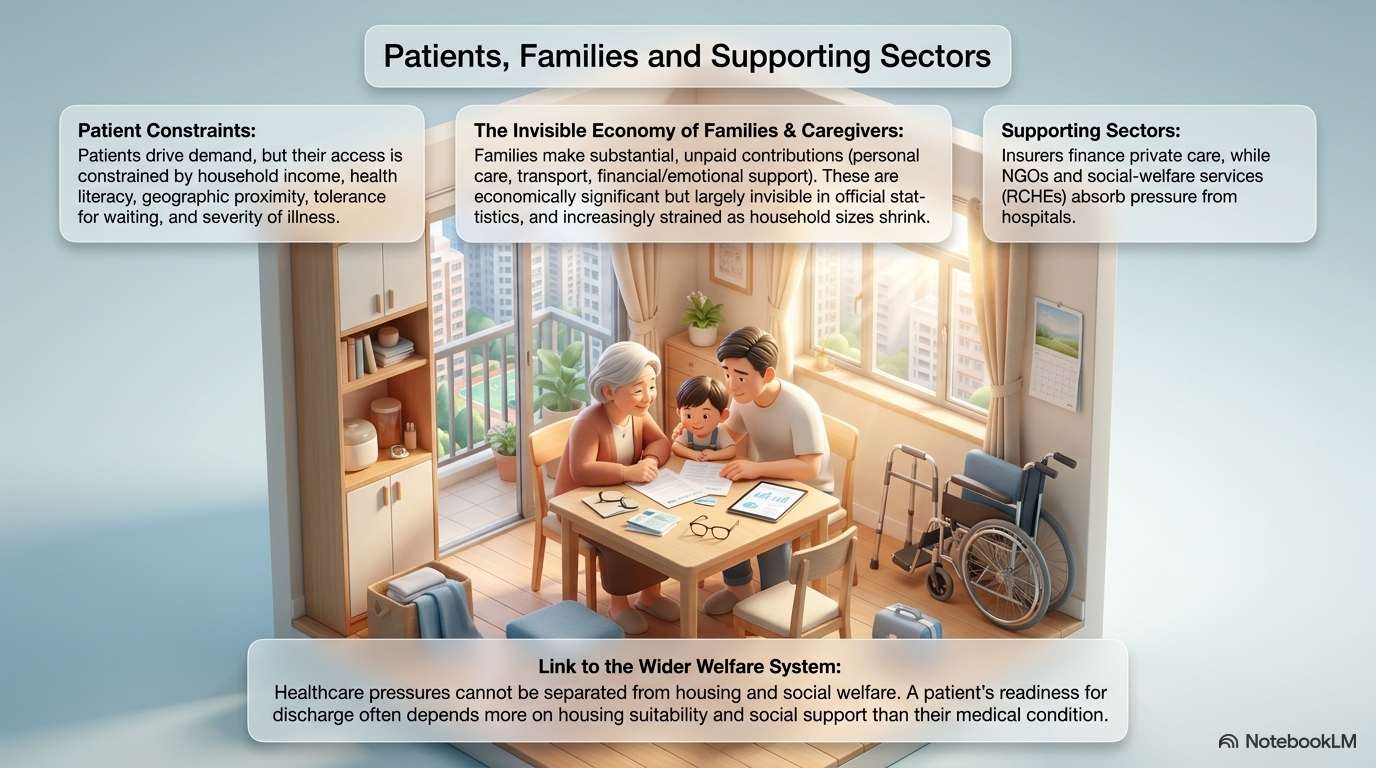 Patients, Families and Supporting Sectors
Patient Constraints:
Patients drive demand, but their access is
constrained by household income, health
literacy, geographic proximity, tolerance
for waiting, and severity of illness.
The Invisible Economy of Families & Caregivers:
Families make substantial, unpaid contributions (personal
care, transport, financial/emotional support). These are
economically significant but largely invisible in official stat-
tistics, and increasingly strained as household sizes shrink.
Supporting Sectors:
Insurers finance private care, while
NGOs and social-welfare services
(RCHEs) absorb pressure from
hospitals.
Link to the Wider Welfare System:
Healthcare pressures cannot be separated from housing and social welfare. A patient's readiness for
discharge often depends more on housing suitability and social support than their medical condition.
NotebookLM